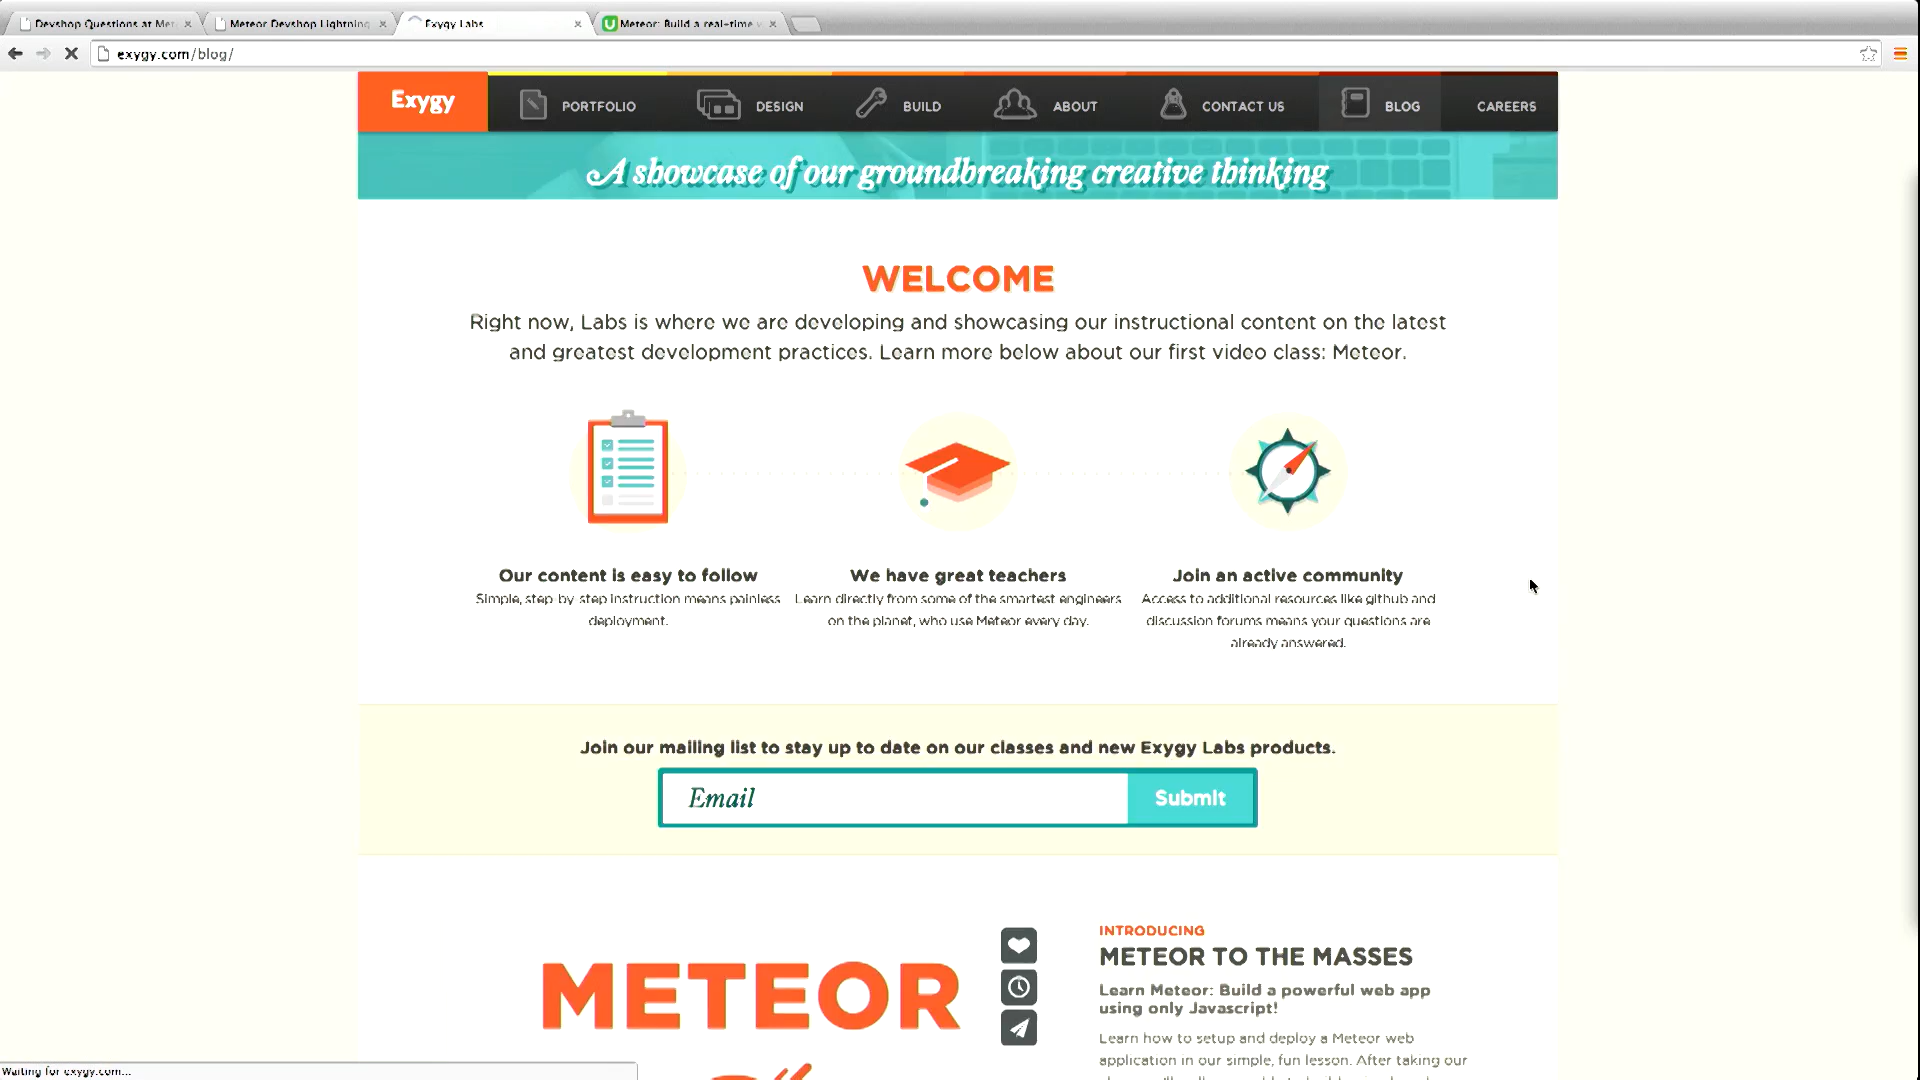 Devshop Questions at Met
Meteor Devshop Lightning
Exygy Labs
Meteor: Build a real-time
exygy.com/blog/
Exygy
PORTFOLIO
DESIGN
BUILD
ABOUT
CONTACT US
BLOG
CAREERS
A showcase of our groundbreaking creative thinking
WELCOME
Right now, Labs is where we are developing and showcasing our instructional content on the latest
and greatest development practices. Learn more below about our first video class: Meteor.
Our content is easy to follow
Simple, step-by-step instruction means painless
deployment.
We have great teachers
Learn directly from some of the smartest engineers
on the planet, who use Meteor every day.
Join an active community
Access to additional resources like github and
discussion forums means your questions are
already answered.
Join our mailing list to stay up to date on our classes and new Exygy Labs products.
Email
Submit
METEOR
INTRODUCING
METEOR TO THE MASSES
Learn Meteor: Build a powerful web app
using only Javascript!
Learn how to setup and deploy a Meteor web
application in our simple, fun lesson. After taking our
Waiting for exygy.com...